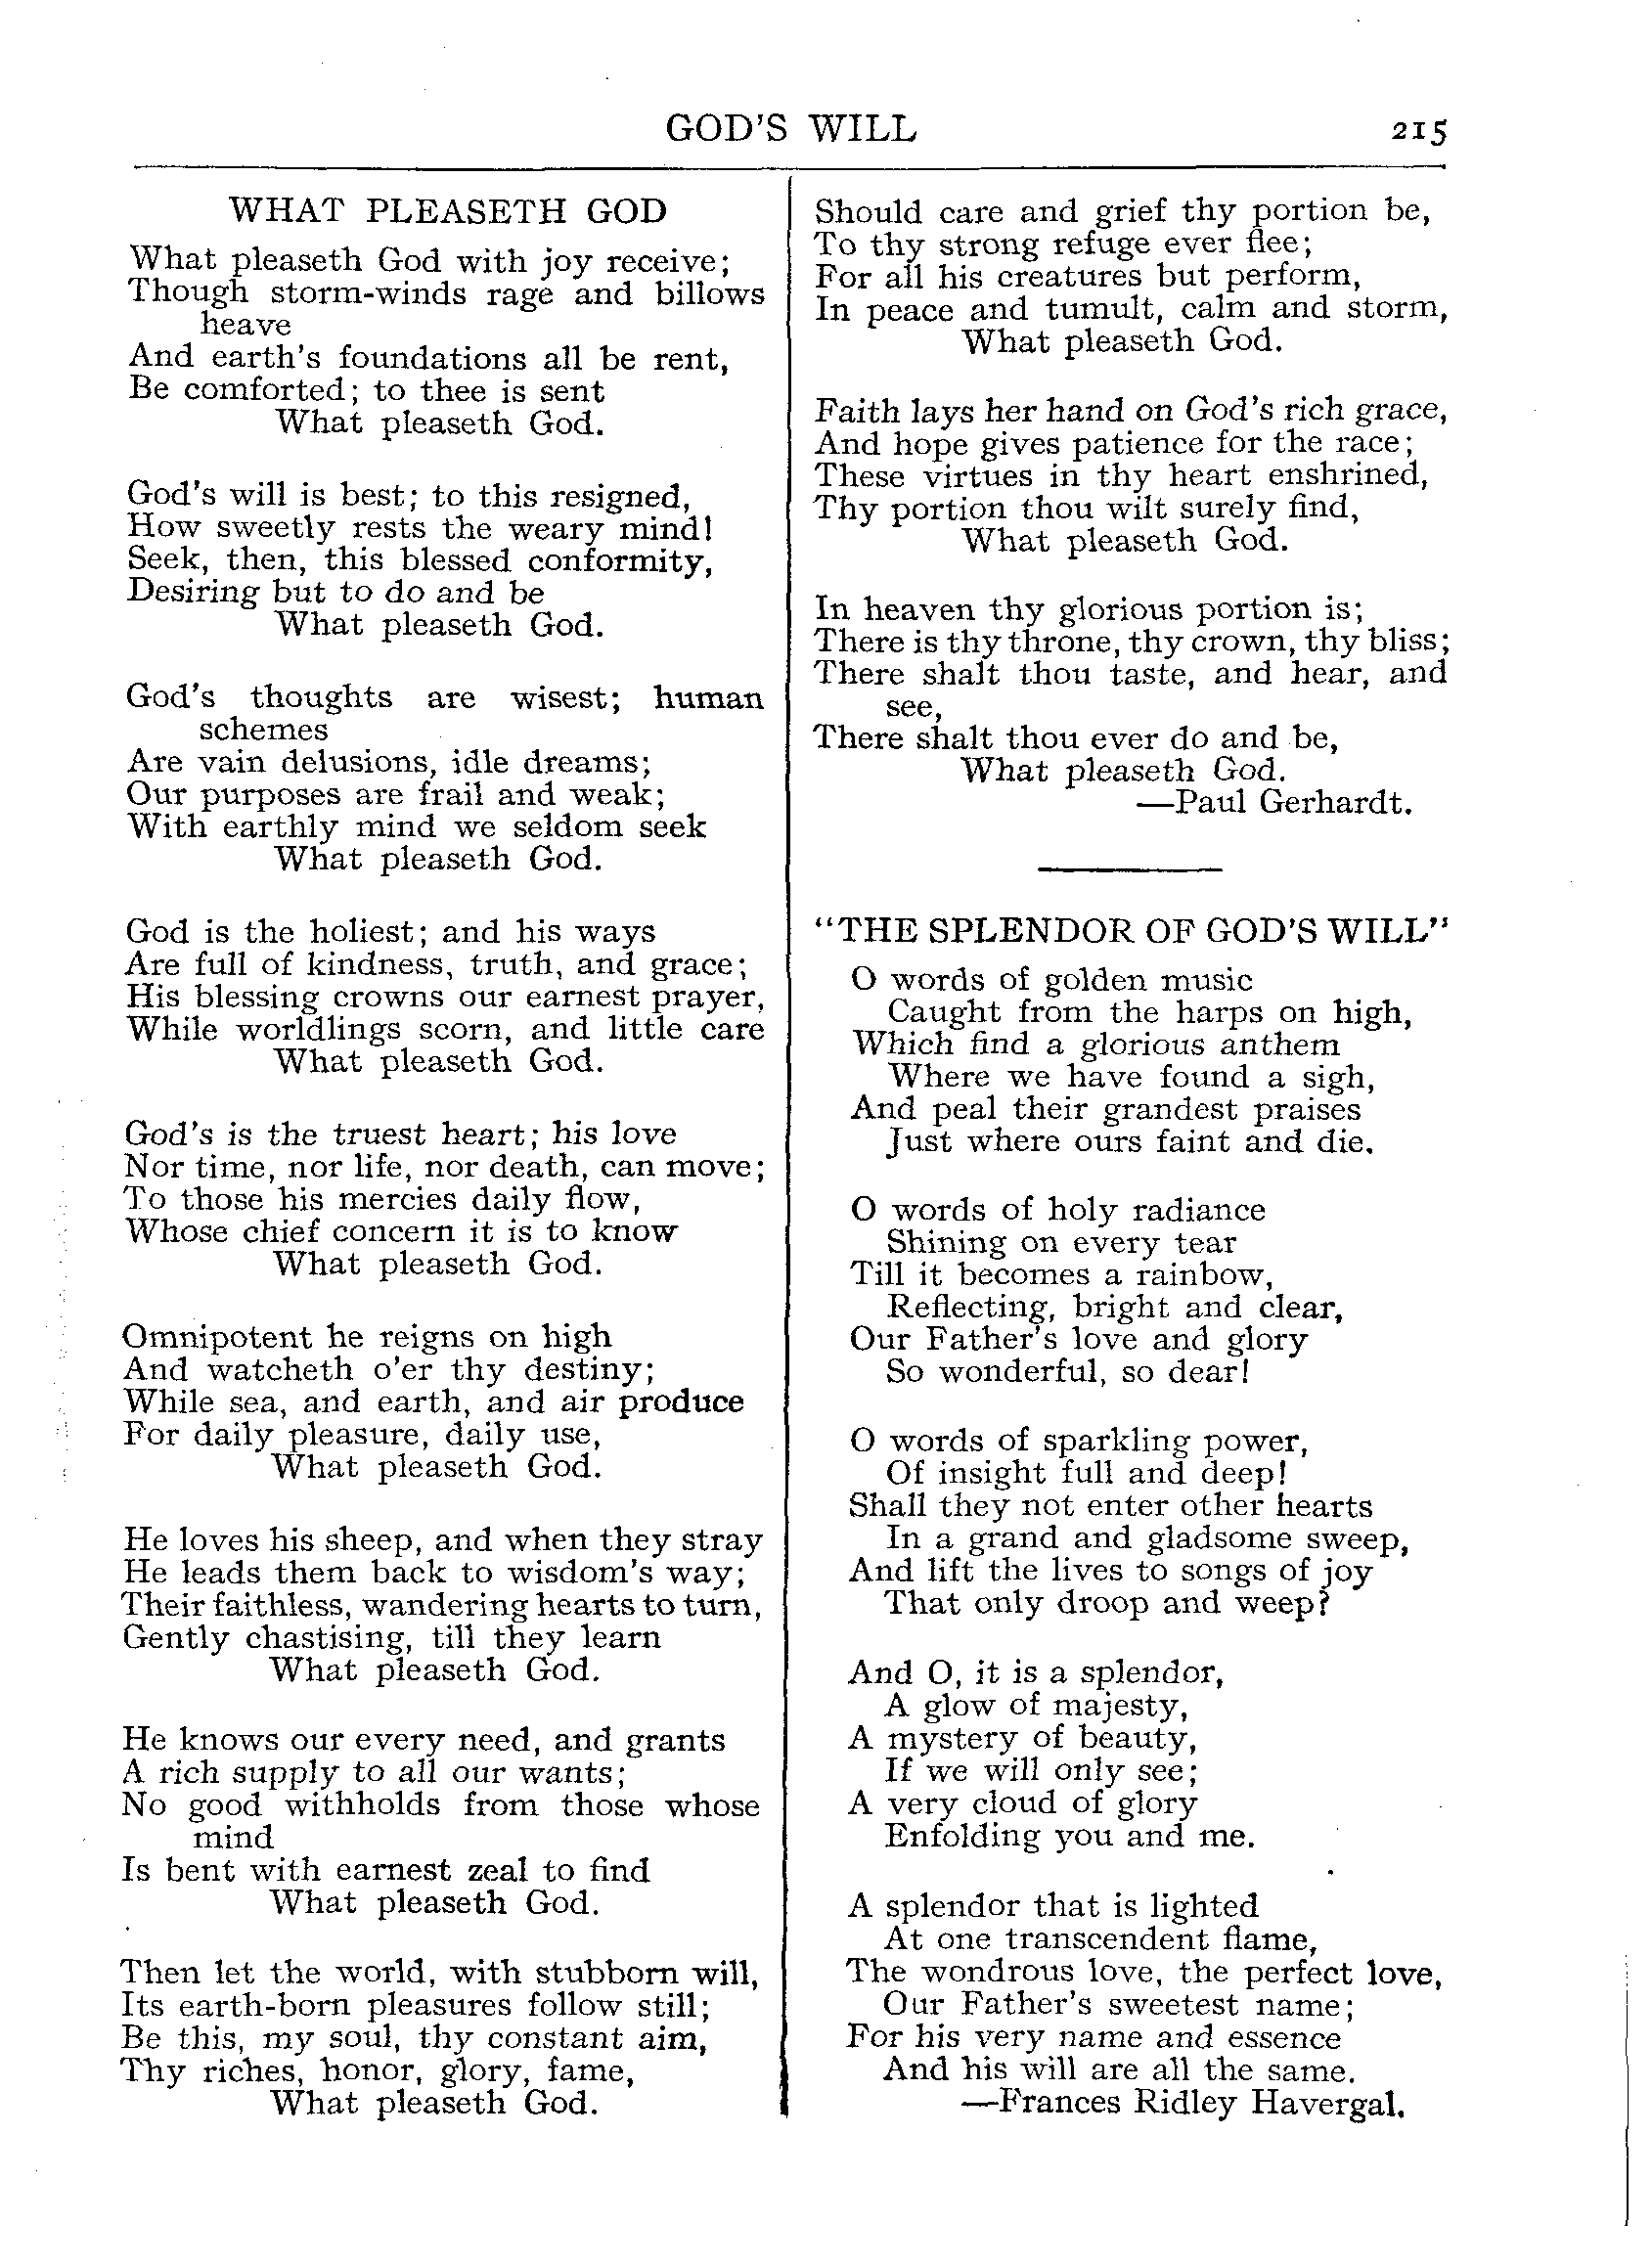 GOD'S WILL 215
WHAT PLEASETH GOD
What pleaseth God with joy receive;
Though storm-winds rage and billows
heave
And earth's foundations all be rent,
Be comforted; to thee is sent
What pleaseth God.
God's will is best; to this resigned,
How sweetly rests the weary mind!
Seek, then, this blessed conformity,
Desiring but to do and be
What pleaseth God.
God's thoughts are wisest; human
schemes
Are vain delusions, idle dreams;
Our purposes are frail and weak;
With earthly mind we seldom seek
What pleaseth God.
God is the holiest; and his ways
Are full of kindness, truth, and grace;
His blessing crowns our earnest prayer,
While worldlings scorn, and little care
What pleaseth God.
God's is the truest heart; his love
Nor time, nor life, nor death, can move;
To those his mercies daily flow,
Whose chief concern it is to know
What pleaseth God.
Omnipotent he reigns on high
And watcheth o'er thy destiny;
While sea, and earth, and air produce
For daily pleasure, daily use,
What pleaseth God.
He loves his sheep, and when they stray
He leads them back to wisdom's way;
Their faithless, wandering hearts to turn,
Gently chastising, till they learn
What pleaseth God.
He knows our every need, and grants
A rich supply to all our wants;
No good withholds from those whose
mind
Is bent with earnest zeal to find
What pleaseth God.
Then let the world, with stubborn will,
Its earth-born pleasures follow still;
Be this, my soul, thy constant aim,
Thy riches, honor, glory, fame,
What pleaseth God.
Should care and grief thy portion be,
To thy strong refuge ever flee;
For all his creatures but perform,
In peace and tumult, calm and storm,
What pleaseth God.
Faith lays her hand on God's rich grace,
And hope gives patience for the race;
These virtues in thy heart enshrined,
Thy portion thou wilt surely find,
What pleaseth God.
In heaven thy glorious portion is;
There is thy throne, thy crown, thy bliss;
There shalt thou taste, and hear, and
see,
There shalt thou ever do and be,
What pleaseth God.
—Paul Gerhardt.
"THE SPLENDOR OF GOD'S WILL"
O words of golden music
Caught from the harps on high,
Which find a glorious anthem
Where we have found a sigh,
And peal their grandest praises
Just where ours faint and die.
O words of holy radiance
Shining on every tear
Till it becomes a rainbow,
Reflecting, bright and clear,
Our Father's love and glory
So wonderful, so dear!
O words of sparkling power,
Of insight full and deep!
Shall they not enter other hearts
In a grand and gladsome sweep,
And lift the lives to songs of joy
That only droop and weep?
And O, it is a splendor,
A glow of majesty,
A mystery of beauty,
If we will only see;
A very cloud of glory
Enfolding you and me.
A splendor that is lighted
At one transcendent flame,
The wondrous love, the perfect love,
Our Father's sweetest name;
For his very name and essence
And his will are all the same.
—Frances Ridley Havergal.